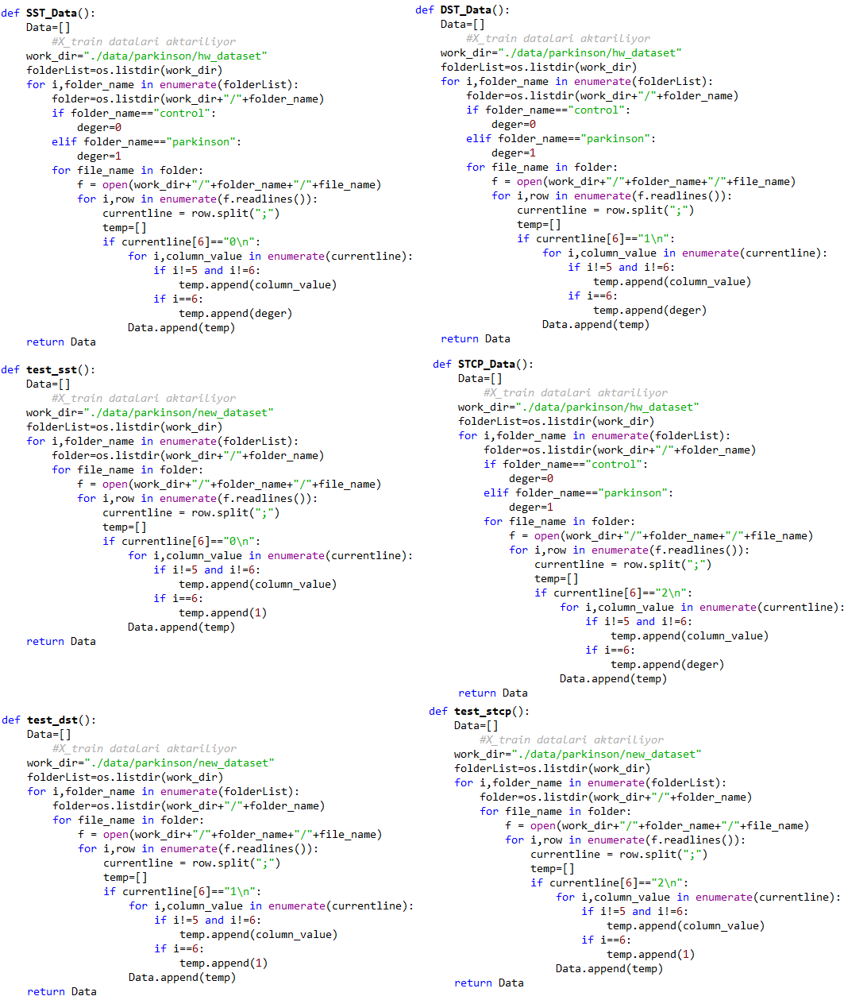 def SST_Data():
    Data=[]
        #X_train datalari aktariliyor
    work_dir="./data/parkinson/hw_dataset"
    folderList=os.listdir(work_dir)
    for i,folder_name in enumerate(folderList):
        folder=os.listdir(work_dir+"/"+folder_name)
        if folder_name=="control":
            deger=0
        elif folder_name=="parkinson":
            deger=1
        for file_name in folder:
            f = open(work_dir+"/"+folder_name+"/"+file_name)
            for i,row in enumerate(f.readlines()):
                currentline = row.split(";")
                temp=[]
                if currentline[6]=="0\n":
                    for i,column_value in enumerate(currentline):
                        if i!=5 and i!=6:
                            temp.append(column_value)
                        if i==6:
                            temp.append(deger)
                    Data.append(temp)
    return Data
def DST_Data():
    Data=[]
        #X_train datalari aktariliyor
    work_dir="./data/parkinson/hw_dataset"
    folderList=os.listdir(work_dir)
    for i,folder_name in enumerate(folderList):
        folder=os.listdir(work_dir+"/"+folder_name)
        if folder_name=="control":
            deger=0
        elif folder_name=="parkinson":
            deger=1
        for file_name in folder:
            f = open(work_dir+"/"+folder_name+"/"+file_name)
            for i,row in enumerate(f.readlines()):
                currentline = row.split(";")
                temp=[]
                if currentline[6]=="1\n":
                    for i,column_value in enumerate(currentline):
                        if i!=5 and i!=6:
                            temp.append(column_value)
                        if i==6:
                            temp.append(deger)
                    Data.append(temp)
    return Data
def test_sst():
    Data=[]
        #X_train datalari aktariliyor
    work_dir="./data/parkinson/new_dataset"
    folderList=os.listdir(work_dir)
    for i,folder_name in enumerate(folderList):
        folder=os.listdir(work_dir+"/"+folder_name)
        for file_name in folder:
            f = open(work_dir+"/"+folder_name+"/"+file_name)
            for i,row in enumerate(f.readlines()):
                currentline = row.split(";")
                temp=[]
                if currentline[6]=="0\n":
                    for i,column_value in enumerate(currentline):
                        if i!=5 and i!=6:
                            temp.append(column_value)
                        if i==6:
                            temp.append(1)
                    Data.append(temp)
    return Data
def STCP_Data():
    Data=[]
        #X_train datalari aktariliyor
    work_dir="./data/parkinson/hw_dataset"
    folderList=os.listdir(work_dir)
    for i,folder_name in enumerate(folderList):
        folder=os.listdir(work_dir+"/"+folder_name)
        if folder_name=="control":
            deger=0
        elif folder_name=="parkinson":
            deger=1
        for file_name in folder:
            f = open(work_dir+"/"+folder_name+"/"+file_name)
            for i,row in enumerate(f.readlines()):
                currentline = row.split(";")
                temp=[]
                if currentline[6]=="2\n":
                    for i,column_value in enumerate(currentline):
                        if i!=5 and i!=6:
                            temp.append(column_value)
                        if i==6:
                            temp.append(deger)
                    Data.append(temp)
    return Data
def test_dst():
    Data=[]
        #X_train datalari aktariliyor
    work_dir="./data/parkinson/new_dataset"
    folderList=os.listdir(work_dir)
    for i,folder_name in enumerate(folderList):
        folder=os.listdir(work_dir+"/"+folder_name)
        for file_name in folder:
            f = open(work_dir+"/"+folder_name+"/"+file_name)
            for i,row in enumerate(f.readlines()):
                currentline = row.split(";")
                temp=[]
                if currentline[6]=="1\n":
                    for i,column_value in enumerate(currentline):
                        if i!=5 and i!=6:
                            temp.append(column_value)
                        if i==6:
                            temp.append(1)
                    Data.append(temp)
    return Data
def test_stcp():
    Data=[]
        #X_train datalari aktariliyor
    work_dir="./data/parkinson/new_dataset"
    folderList=os.listdir(work_dir)
    for i,folder_name in enumerate(folderList):
        folder=os.listdir(work_dir+"/"+folder_name)
        for file_name in folder:
            f = open(work_dir+"/"+folder_name+"/"+file_name)
            for i,row in enumerate(f.readlines()):
                currentline = row.split(";")
                temp=[]
                if currentline[6]=="2\n":
                    for i,column_value in enumerate(currentline):
                        if i!=5 and i!=6:
                            temp.append(column_value)
                        if i==6:
                            temp.append(1)
                    Data.append(temp)
    return Data